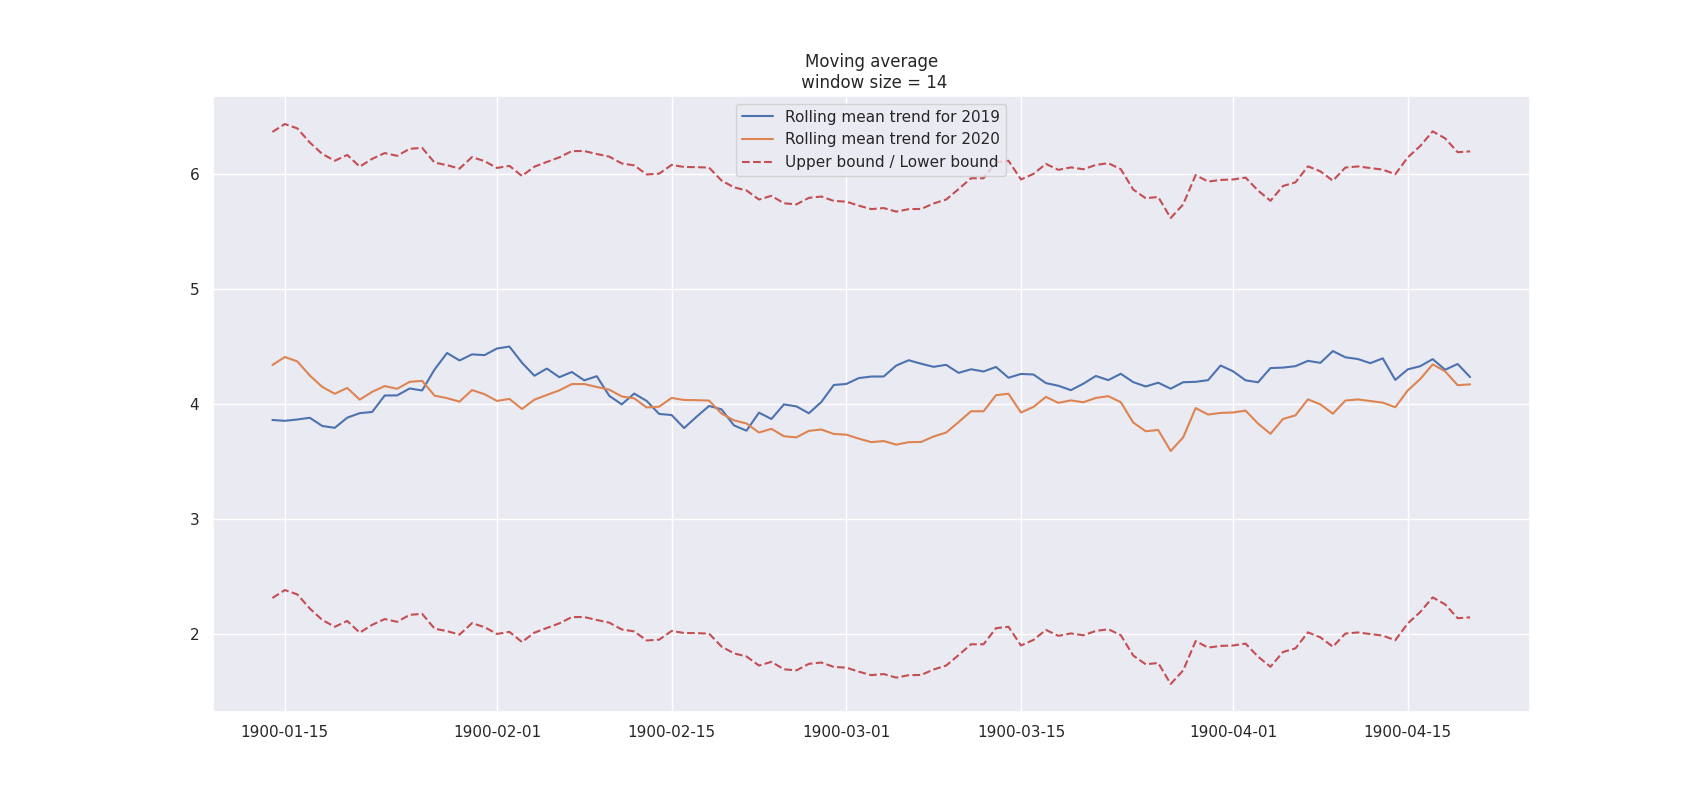 Moving average
window size = 14
Rolling mean trend for 2019
Rolling mean trend for 2020
Upper bound / Lower bound
6
5
4
3
2
1900-01-15 1900-02-01 1900-02-15 1900-03-01 1900-03-15 1900-04-01 1900-04-15